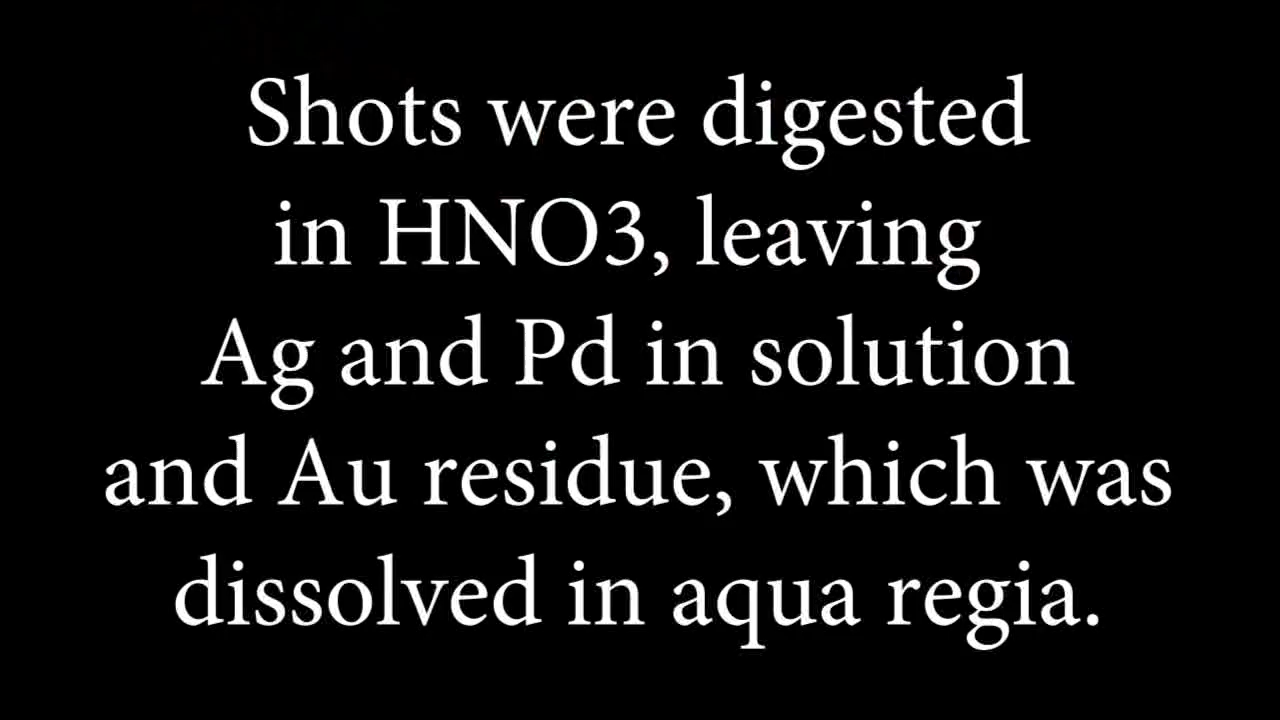 Shots were digested
in HNO3, leaving
Ag and Pd in solution
and Au residue, which was
dissolved in aqua regia.